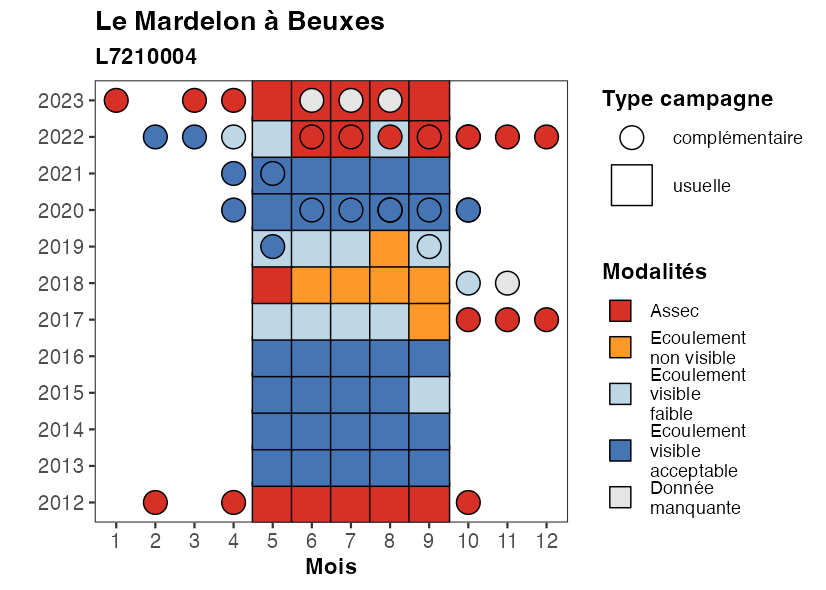 Le Mardelon à Beuxes
L7210004
2023
2022
2021
2020
2019
2018
2017
2016
2015
2014
2013
2012
1 2 3 4 5 6 7 8 9 10 11 12
Mois
Type campagne
complémentaire
usuelle
Modalités
Assec
Ecoulement
non visible
Ecoulement
visible
faible
Ecoulement
visible
acceptable
Donnée
manquante